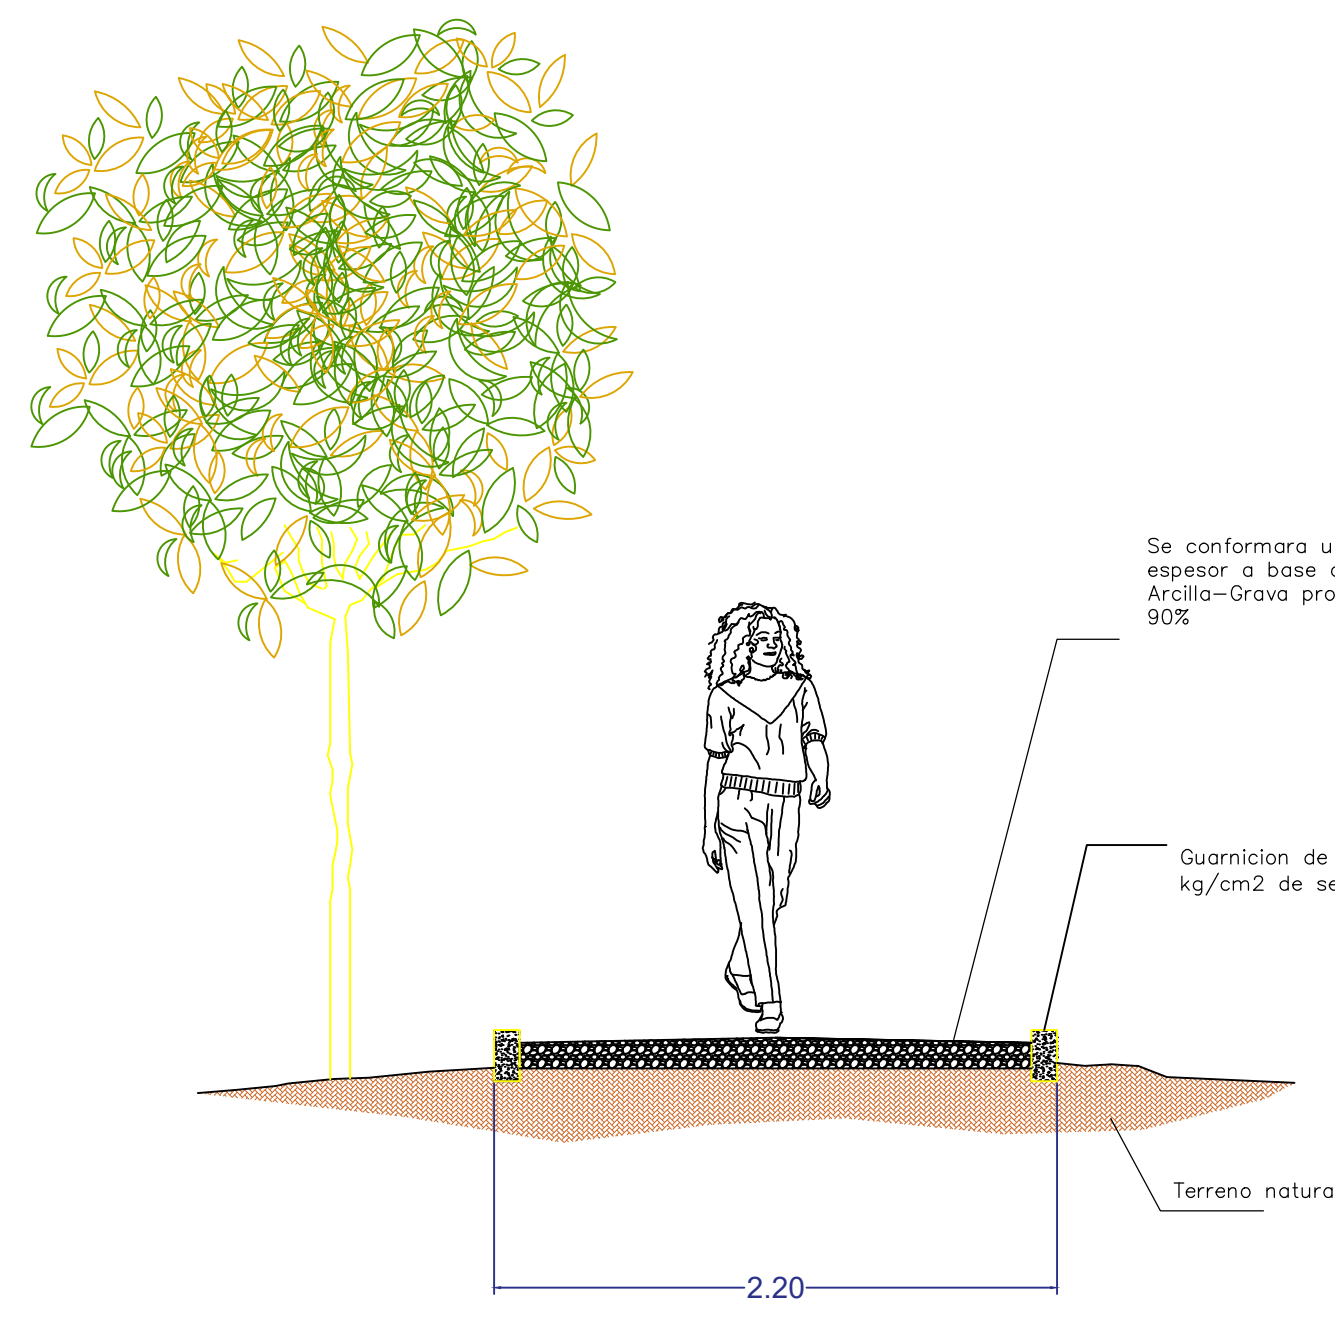 Se conformara u
espesor a base
Arcilla-Grava pro
90%
Guarnicion de
kg/cm2 de se
Terreno natura
2.20